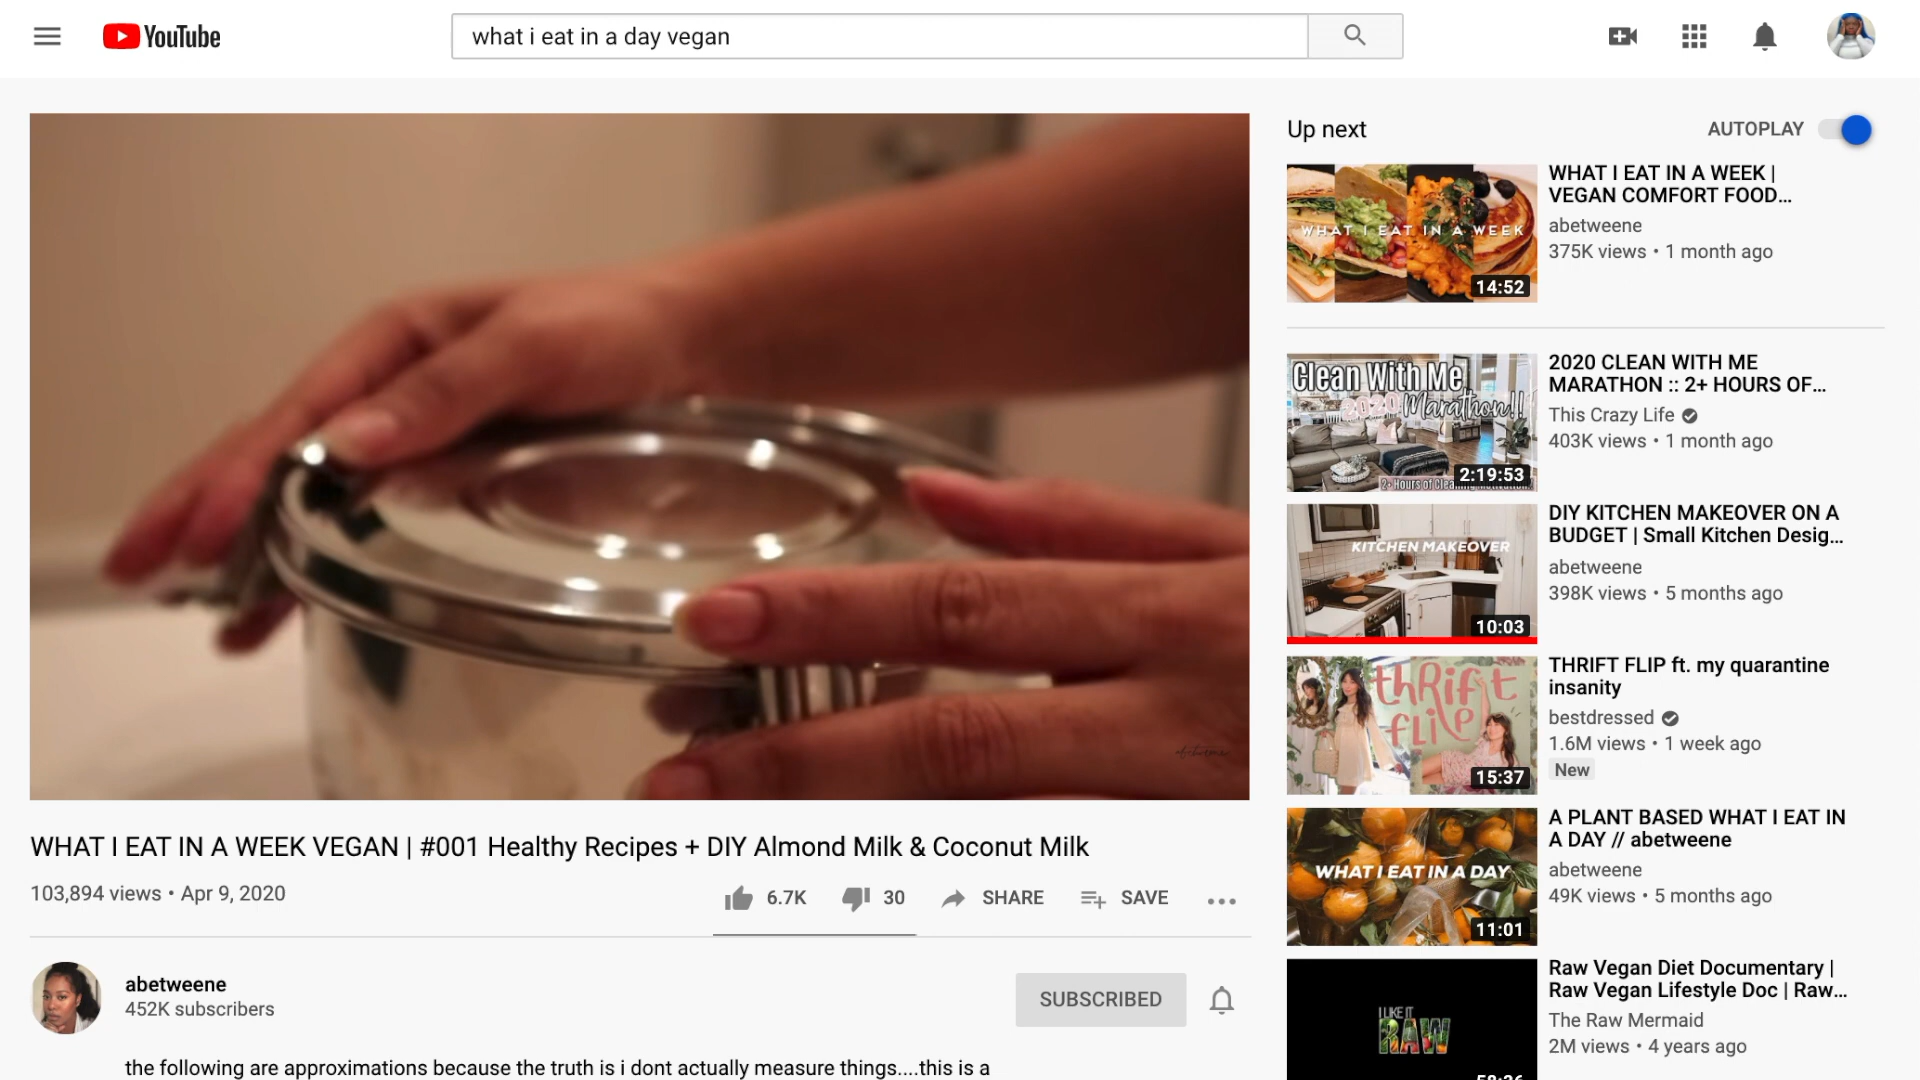 YouTube
what i eat in a day vegan
Up next
AUTOPLAY
WHAT I EAT IN A WEEK
14:52
WHAT I EAT IN A WEEK |
VEGAN COMFORT FOOD...
abetweene
375K views • 1 month ago
Clean With Me
2020 Marathon!!
2+ Hours of
2:19:53
2020 CLEAN WITH ME
MARATHON :: 2+ HOURS OF...
This Crazy Life
403K views • 1 month ago
KITCHEN MAKEOVER
10:03
DIY KITCHEN MAKEOVER ON A
BUDGET | Small Kitchen Desig...
abetweene
398K views • 5 months ago
thRift
fLip
15:37
THRIFT FLIP ft. my quarantine
insanity
bestdressed
1.6M views • 1 week ago
New
WHAT I EAT IN A DAY
11:01
A PLANT BASED WHAT I EAT IN
A DAY // abetweene
abetweene
49K views • 5 months ago
I LIKE IT
RAW
Raw Vegan Diet Documentary |
Raw Vegan Lifestyle Doc | Raw...
The Raw Mermaid
2M views • 4 years ago
WHAT I EAT IN A WEEK VEGAN | #001 Healthy Recipes + DIY Almond Milk & Coconut Milk
103,894 views • Apr 9, 2020
6.7K
30
SHARE
SAVE
abetweene
452K subscribers
SUBSCRIBED
the following are approximations because the truth is i dont actually measure things....this is a